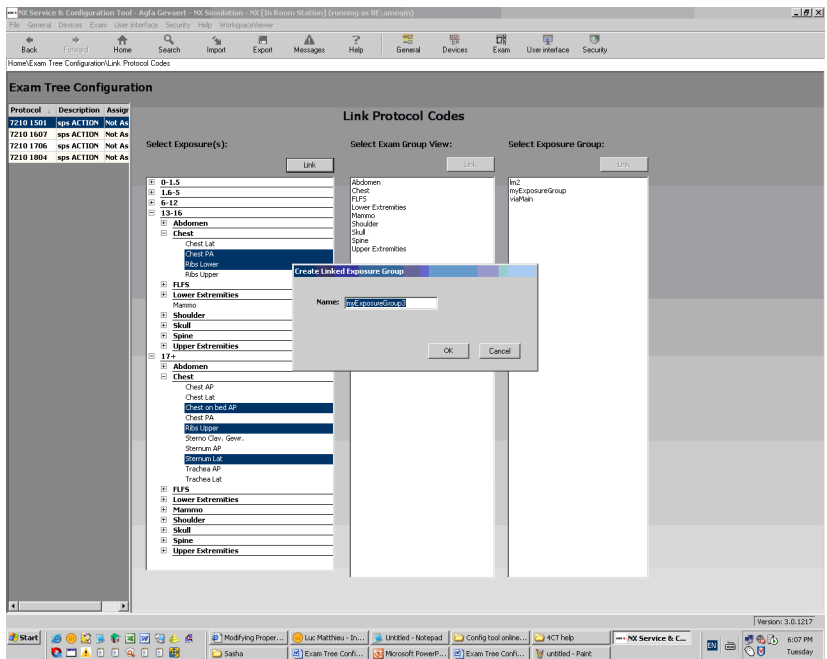 NX Service & Configuration Tool - Agfa Gevaert - NX Simulation - NX [In Room Station] (running as BE\ameqm)
File General Devices Exam User interface Security Help WorkspaceViewer
Back Forward Home Search Import Export Messages Help General Devices Exam User interface Security
Home\Exam Tree Configuration\Link Protocol Codes
Exam Tree Configuration
Protocol Description Assigr
7210 1501 sps ACTION Not As
7210 1607 sps ACTION Not As
7210 1706 sps ACTION Not As
7210 1804 sps ACTION Not As
Link Protocol Codes
Select Exposure(s):
Link
0-1.5
1.6-5
6-12
13-16
Abdomen
Chest
Chest Lat
Chest PA
Ribs Lower
Ribs Upper
FLFS
Lower Extremities
Mammo
Shoulder
Skull
Spine
Upper Extremities
17+
Abdomen
Chest
Chest AP
Chest Lat
Chest on bed AP
Chest PA
Ribs Upper
Sterno Clav. Gewr.
Sternum AP
Sternum Lat
Trachea AP
Trachea Lat
FLFS
Lower Extremities
Mammo
Shoulder
Skull
Spine
Upper Extremities
Select Exam Group View:
Link
Abdomen
Chest
FLFS
Lower Extremities
Mammo
Shoulder
Skull
Spine
Upper Extremities
Select Exposure Group:
Link
lm2
myExposureGroup
viaMain
Create Linked Exposure Group
Name: myExposureGroup3
OK Cancel
Version: 3.0.1217
Start Modifying Proper... Luc Matthieu - In... Untitled - Notepad Config tool online... 4CT help NX Service & C... EN 6:07 PM
Sasha Exam Tree Confi... Microsoft PowerP... Exam Tree Confi... untitled - Paint Tuesday